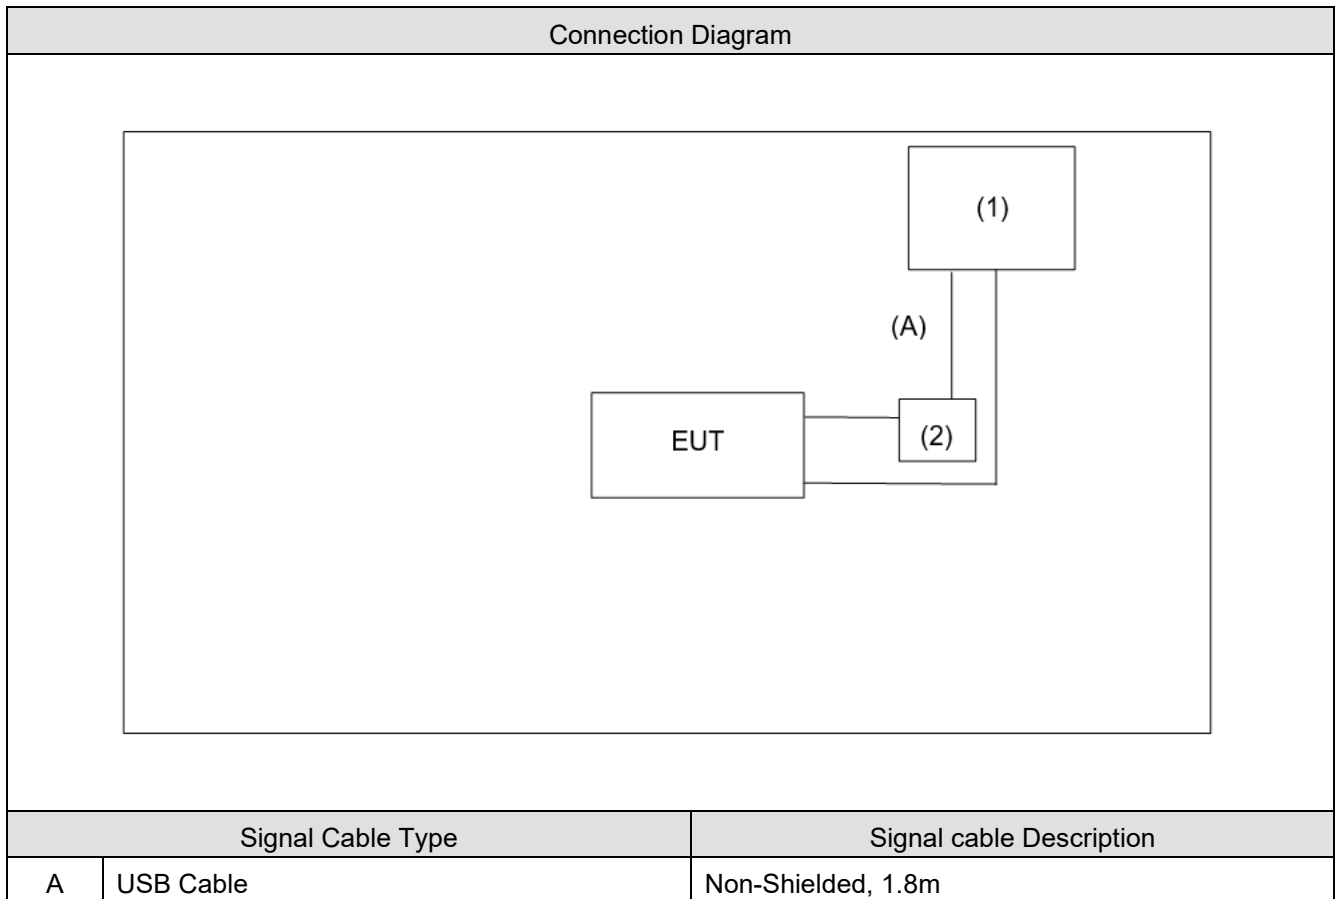 Connection Diagram
(1)
(A)
EUT
(2)
Signal Cable Type Signal cable Description
A USB Cable Non-Shielded, 1.8m